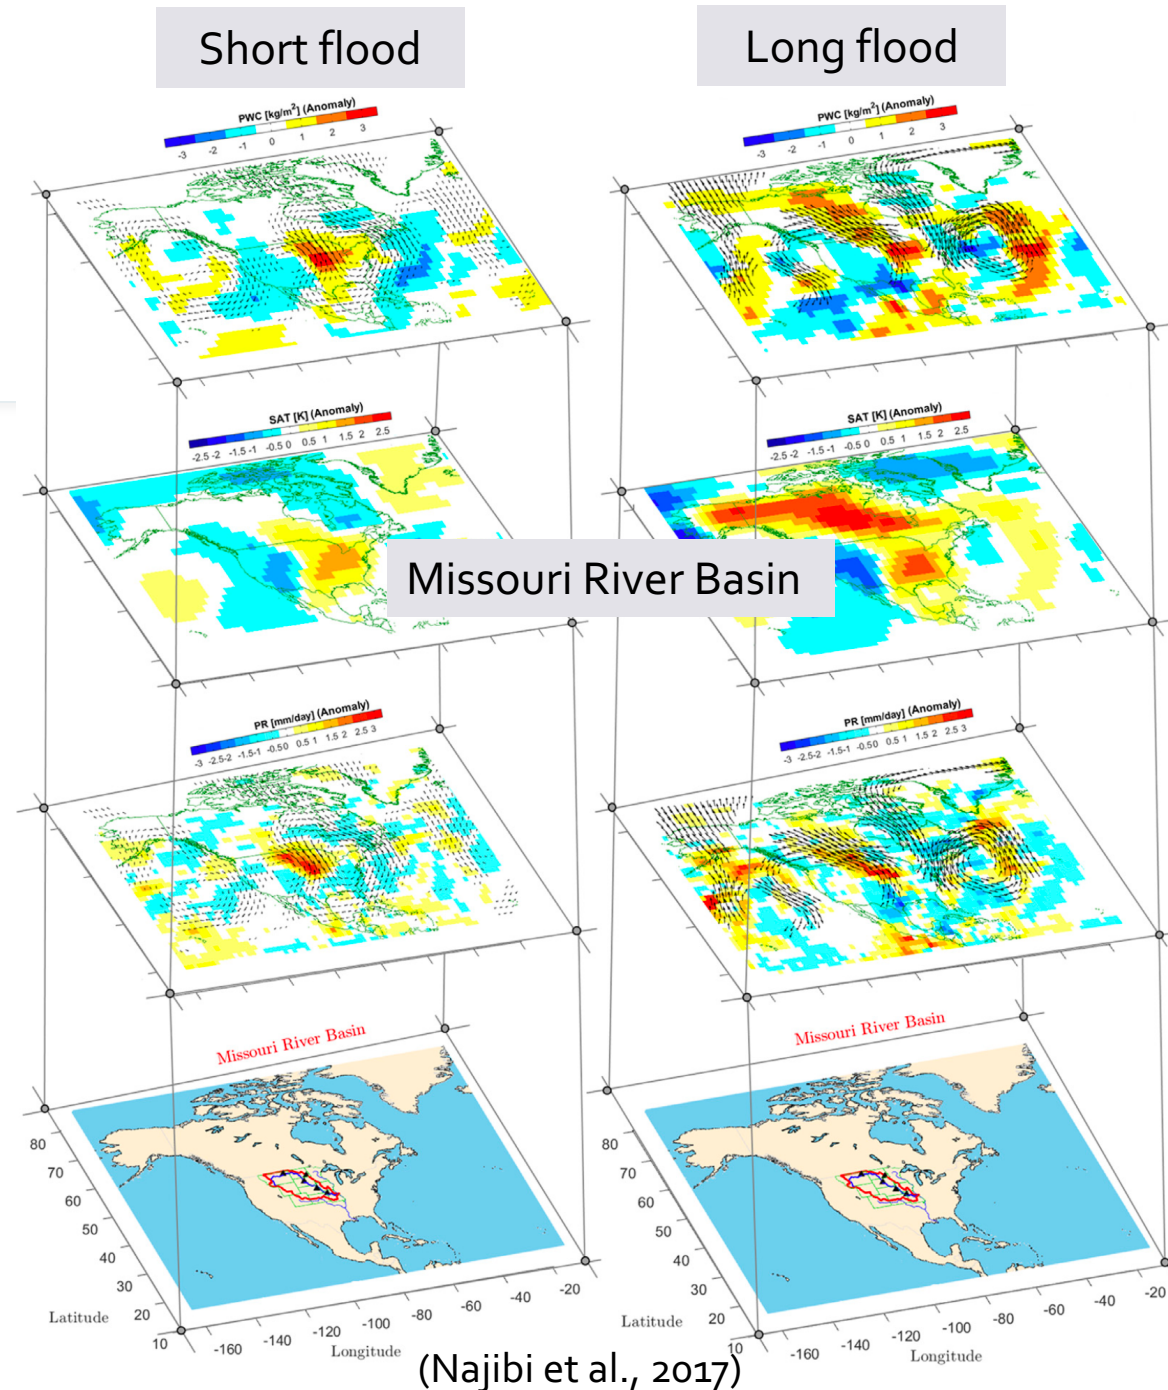 Short flood
Long flood
PWC [kg/m²] (Anomaly)
-3 -2 -1 0 1 2 3
PWC [kg/m²] (Anomaly)
-3 -2 -1 0 1 2 3
SAT [K] (Anomaly)
-2.5 -2 -1.5 -1 -0.5 0 0.5 1 1.5 2 2.5
SAT [K] (Anomaly)
-2.5 -2 -1.5 -1 -0.5 0 0.5 1 1.5 2 2.5
Missouri River Basin
PR [mm/day] (Anomaly)
-3 -2.5-2 -1.5-1 -0.50 0.5 1 1.5 2 2.5 3
PR [mm/day] (Anomaly)
-3 -2.5-2 -1.5-1 -0.50 0.5 1 1.5 2 2.5 3
Missouri River Basin
Missouri River Basin
80
70
60
50
40
30
20
10
Latitude
-160 -140 -120 -100 -80 -60 -40 -20
Longitude
80
70
60
50
40
30
20
10
Latitude
-160 -140 -120 -100 -80 -60 -40 -20
Longitude
(Najibi et al., 2017)